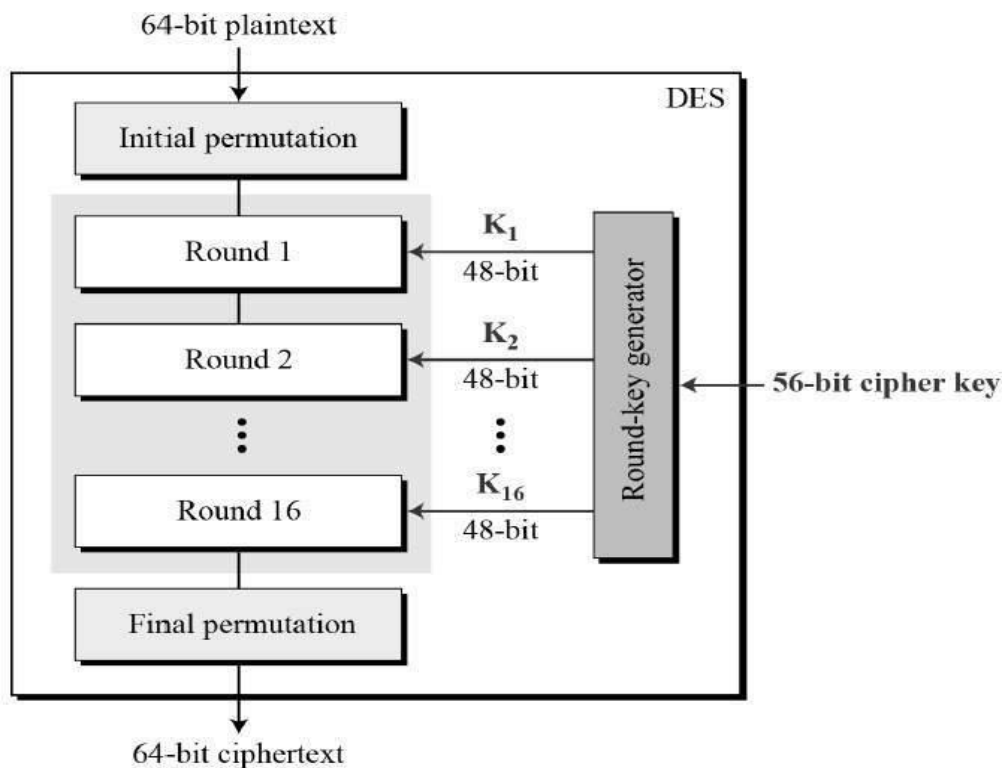 64-bit plaintext
DES
Initial permutation
Round 1
K₁
48-bit
Round 2
K₂
48-bit
Round-key generator
56-bit cipher key
Round 16
K₁₆
48-bit
Final permutation
64-bit ciphertext